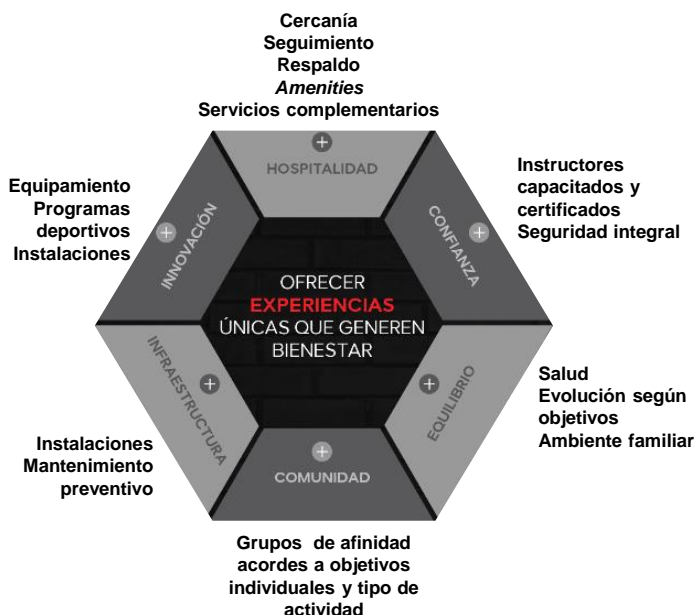 Cercanía
Seguimiento
Respaldo
Amenities
Servicios complementarios
HOSPITALIDAD
Instructores
capacitados y
certificados
Seguridad integral
CONFIANZA
Equipamiento
Programas
deportivos
Instalaciones
INNOVACIÓN
OFRECER
EXPERIENCIAS
ÚNICAS QUE GENEREN
BIENESTAR
INFRAESTRUCTURA
Instalaciones
Mantenimiento
preventivo
EQUILIBRIO
Salud
Evolución según
objetivos
Ambiente familiar
COMUNIDAD
Grupos de afinidad
acordes a objetivos
individuales y tipo de
actividad